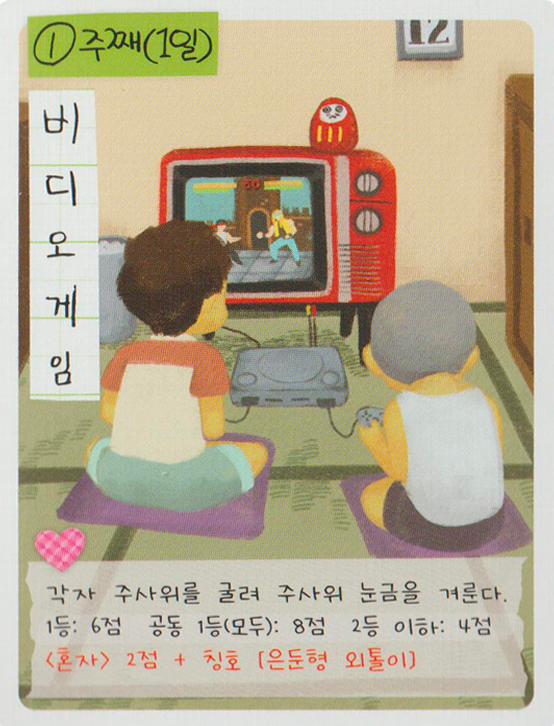 ①주째(1일)
12
비디오게임
60
각자 주사위를 굴려 주사위 눈금을 겨룬다.
1등: 6점 공동 1등(모두): 8점 2등 이하: 4점
<혼자> 2점 + 칭호 [은둔형 외톨이]